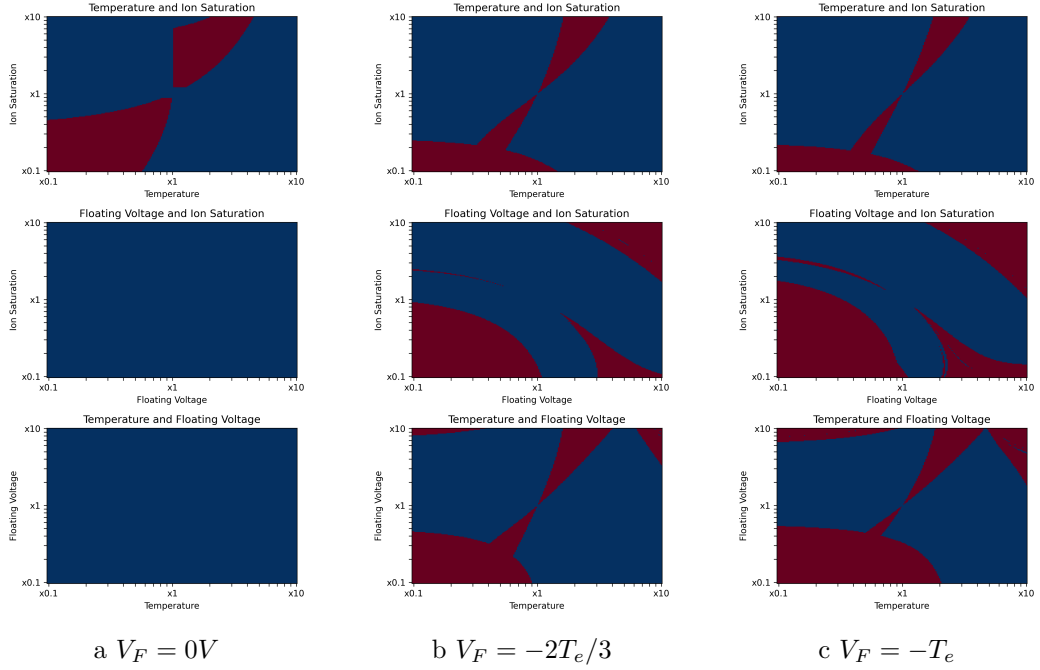 Temperature and Ion Saturation
x10
x1
x0.1
Ion Saturation
x0.1
x1
x10
Temperature
Temperature and Ion Saturation
x10
x1
x0.1
Ion Saturation
x0.1
x1
x10
Temperature
Temperature and Ion Saturation
x10
x1
x0.1
Ion Saturation
x0.1
x1
x10
Temperature
Floating Voltage and Ion Saturation
x10
x1
x0.1
Ion Saturation
x0.1
x1
x10
Floating Voltage
Floating Voltage and Ion Saturation
x10
x1
x0.1
Ion Saturation
x0.1
x1
x10
Floating Voltage
Floating Voltage and Ion Saturation
x10
x1
x0.1
Ion Saturation
x0.1
x1
x10
Floating Voltage
Temperature and Floating Voltage
x10
x1
x0.1
Floating Voltage
x0.1
x1
x10
Temperature
Temperature and Floating Voltage
x10
x1
x0.1
Floating Voltage
x0.1
x1
x10
Temperature
Temperature and Floating Voltage
x10
x1
x0.1
Floating Voltage
x0.1
x1
x10
Temperature
a V_F = 0V
b V_F = −2T_e/3
c V_F = −T_e